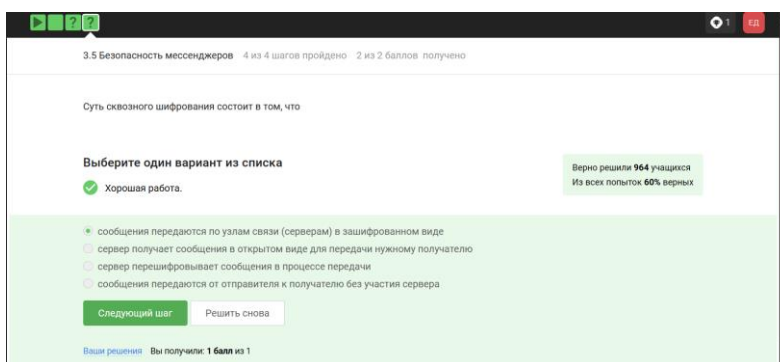 ? ?
1 ЕД
3.5 Безопасность мессенджеров 4 из 4 шагов пройдено 2 из 2 баллов получено
Суть сквозного шифрования состоит в том, что
Выберите один вариант из списка
Верно решили 964 учащихся
Из всех попыток 60% верных
Хорошая работа.
сообщения передаются по узлам связи (серверам) в зашифрованном виде
сервер получает сообщения в открытом виде для передачи нужному получателю
сервер перешифровывает сообщения в процессе передачи
сообщения передаются от отправителя к получателю без участия сервера
Следующий шаг Решить снова
Ваши решения Вы получили: 1 балл из 1